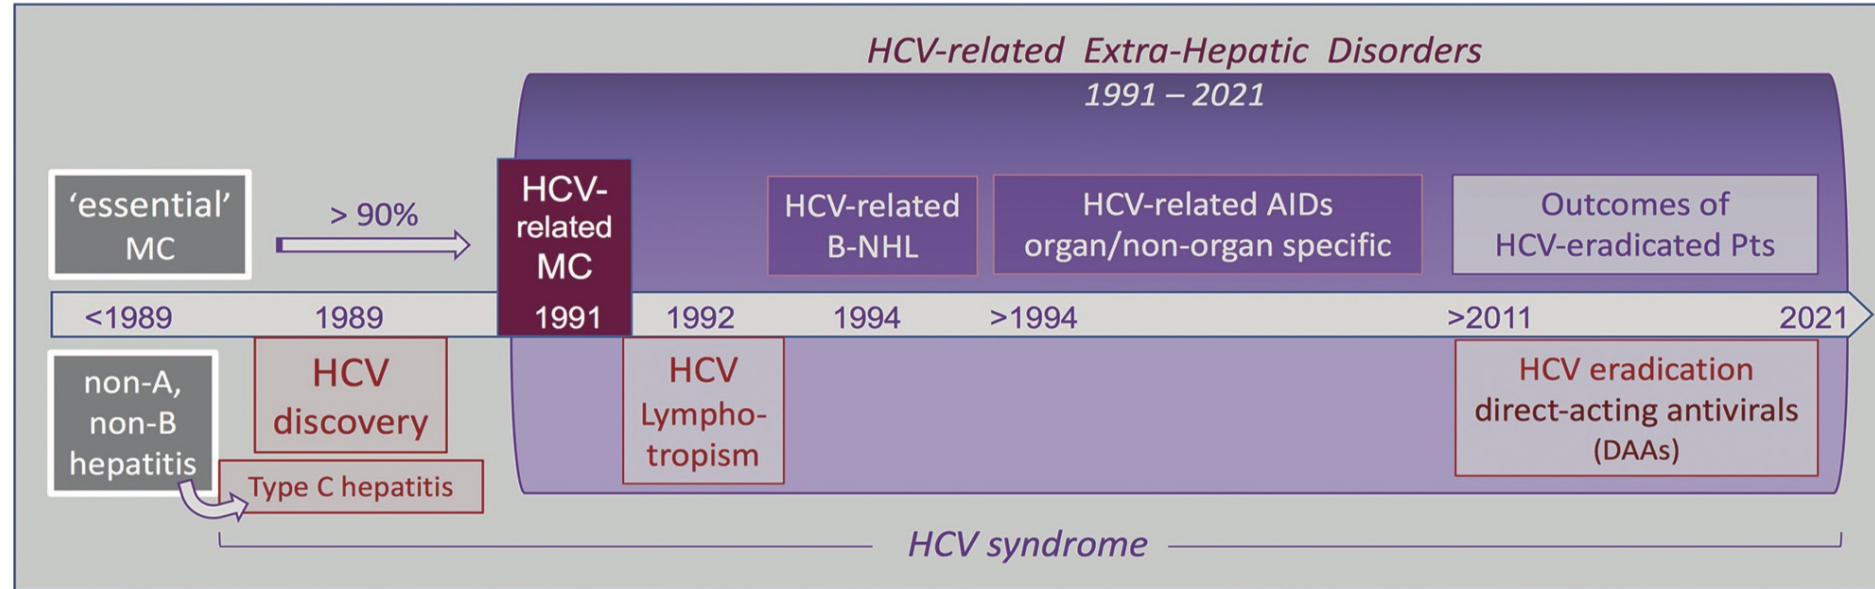 HCV-related Extra-Hepatic Disorders
1991 – 2021
‘essential’
MC
> 90%
HCV-
related
MC
1991
HCV-related
B-NHL
HCV-related AIDs
organ/non-organ specific
Outcomes of
HCV-eradicated Pts
<1989
1989
1992
1994
>1994
>2011
2021
non-A,
non-B
hepatitis
HCV
discovery
Type C hepatitis
HCV
Lympho-
tropism
HCV eradication
direct-acting antivirals
(DAAs)
HCV syndrome